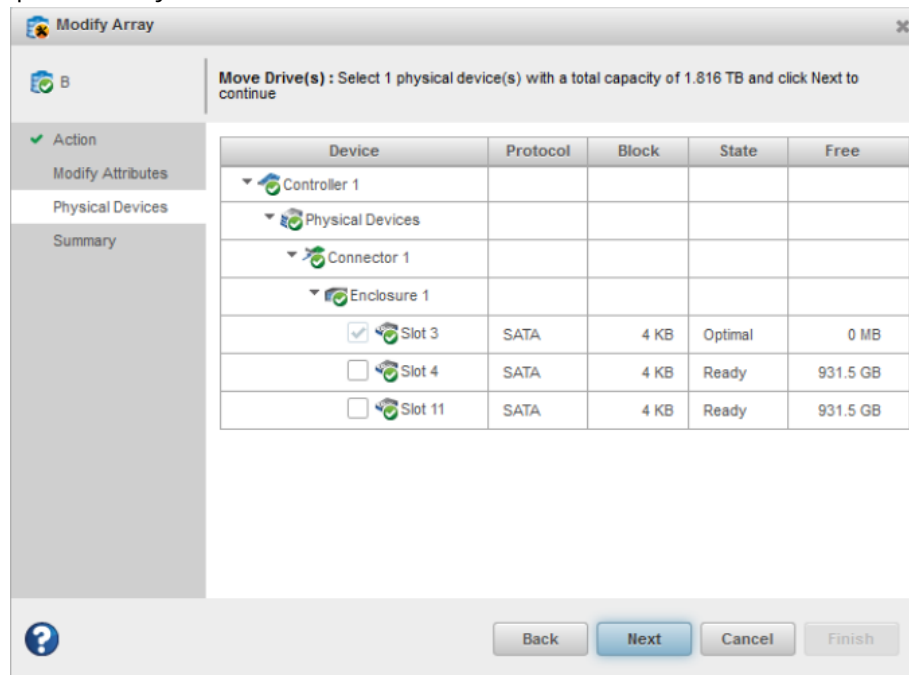 Modify Array
B
Move Drive(s) : Select 1 physical device(s) with a total capacity of 1.816 TB and click Next to
continue
Action
Modify Attributes
Physical Devices
Summary
Device Protocol Block State Free
Controller 1
Physical Devices
Connector 1
Enclosure 1
Slot 3 SATA 4 KB Optimal 0 MB
Slot 4 SATA 4 KB Ready 931.5 GB
Slot 11 SATA 4 KB Ready 931.5 GB
? Back Next Cancel Finish